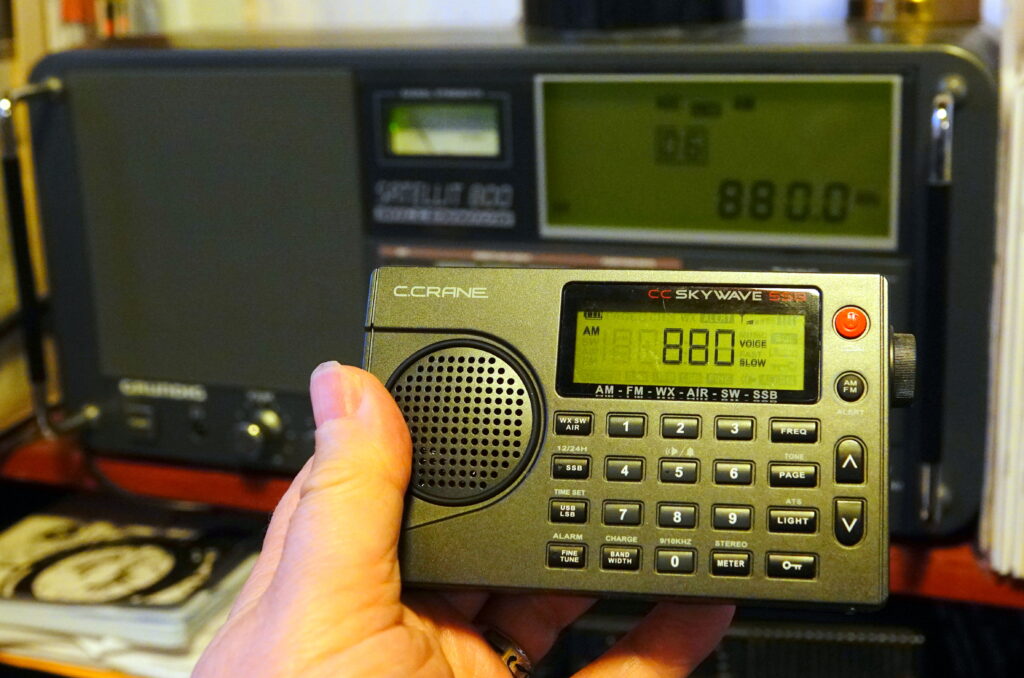 SATELLIT 800
06
880.0
GRUNDIG
C.CRANE
CC SKYWAVE SSB
AM
880
VOICE
SLOW
AM - FM - WX - AIR - SW - SSB
AM
FM
ALERT
WX SW
AIR
1
2
3
FREQ
12/24H
TONE
SSB
4
5
6
PAGE
TIME SET
ATS
USB
LSB
7
8
9
LIGHT
ALARM
CHARGE
9/10KHZ
STEREO
FINE
TUNE
BAND
WIDTH
0
METER